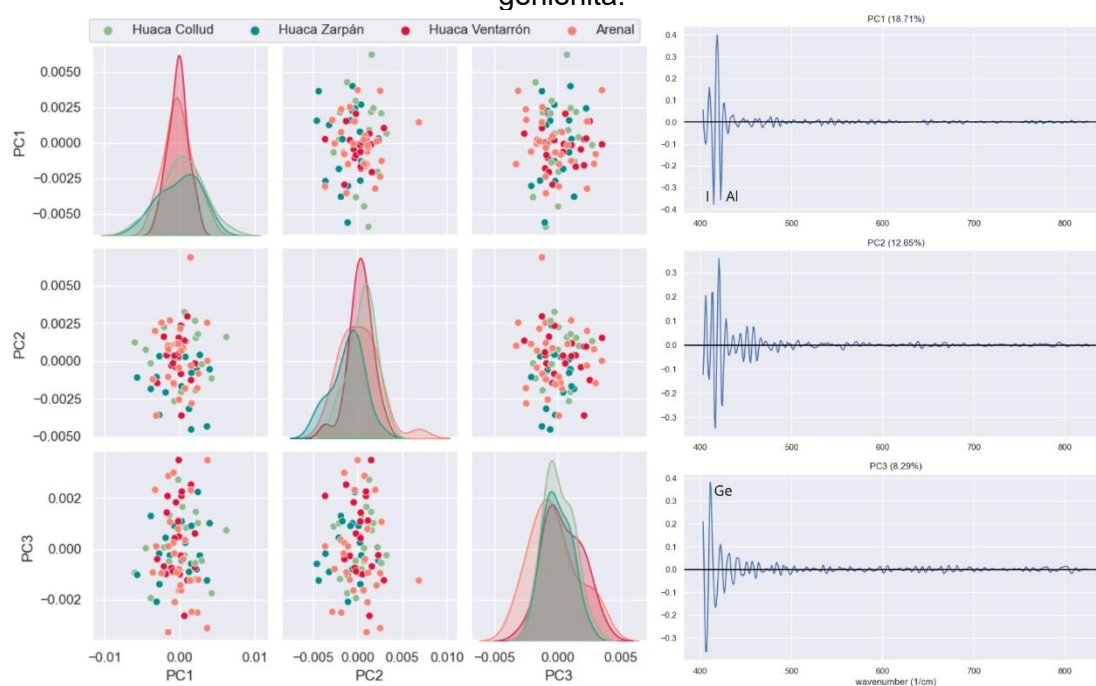 gehlenita.
Huaca Collud Huaca Zarpán Huaca Ventarrón Arenal
PC1
0.0050
0.0025
0.0000
−0.0025
−0.0050
PC2
0.0050
0.0025
0.0000
−0.0025
−0.0050
PC3
0.002
0.000
−0.002
−0.01 0.00 0.01
PC1
−0.005 0.000 0.005 0.010
PC2
−0.005 0.000 0.005
PC3
PC1 (18.71%)
0.4
0.3
0.2
0.1
0.0
−0.1
−0.2
−0.3
−0.4
I Al
400 500 600 700 800
PC2 (12.65%)
0.3
0.2
0.1
0.0
−0.1
−0.2
−0.3
400 500 600 700 800
PC3 (8.29%)
Ge
0.4
0.3
0.2
0.1
0.0
−0.1
−0.2
−0.3
400 500 600 700 800
wavenumber (1/cm)